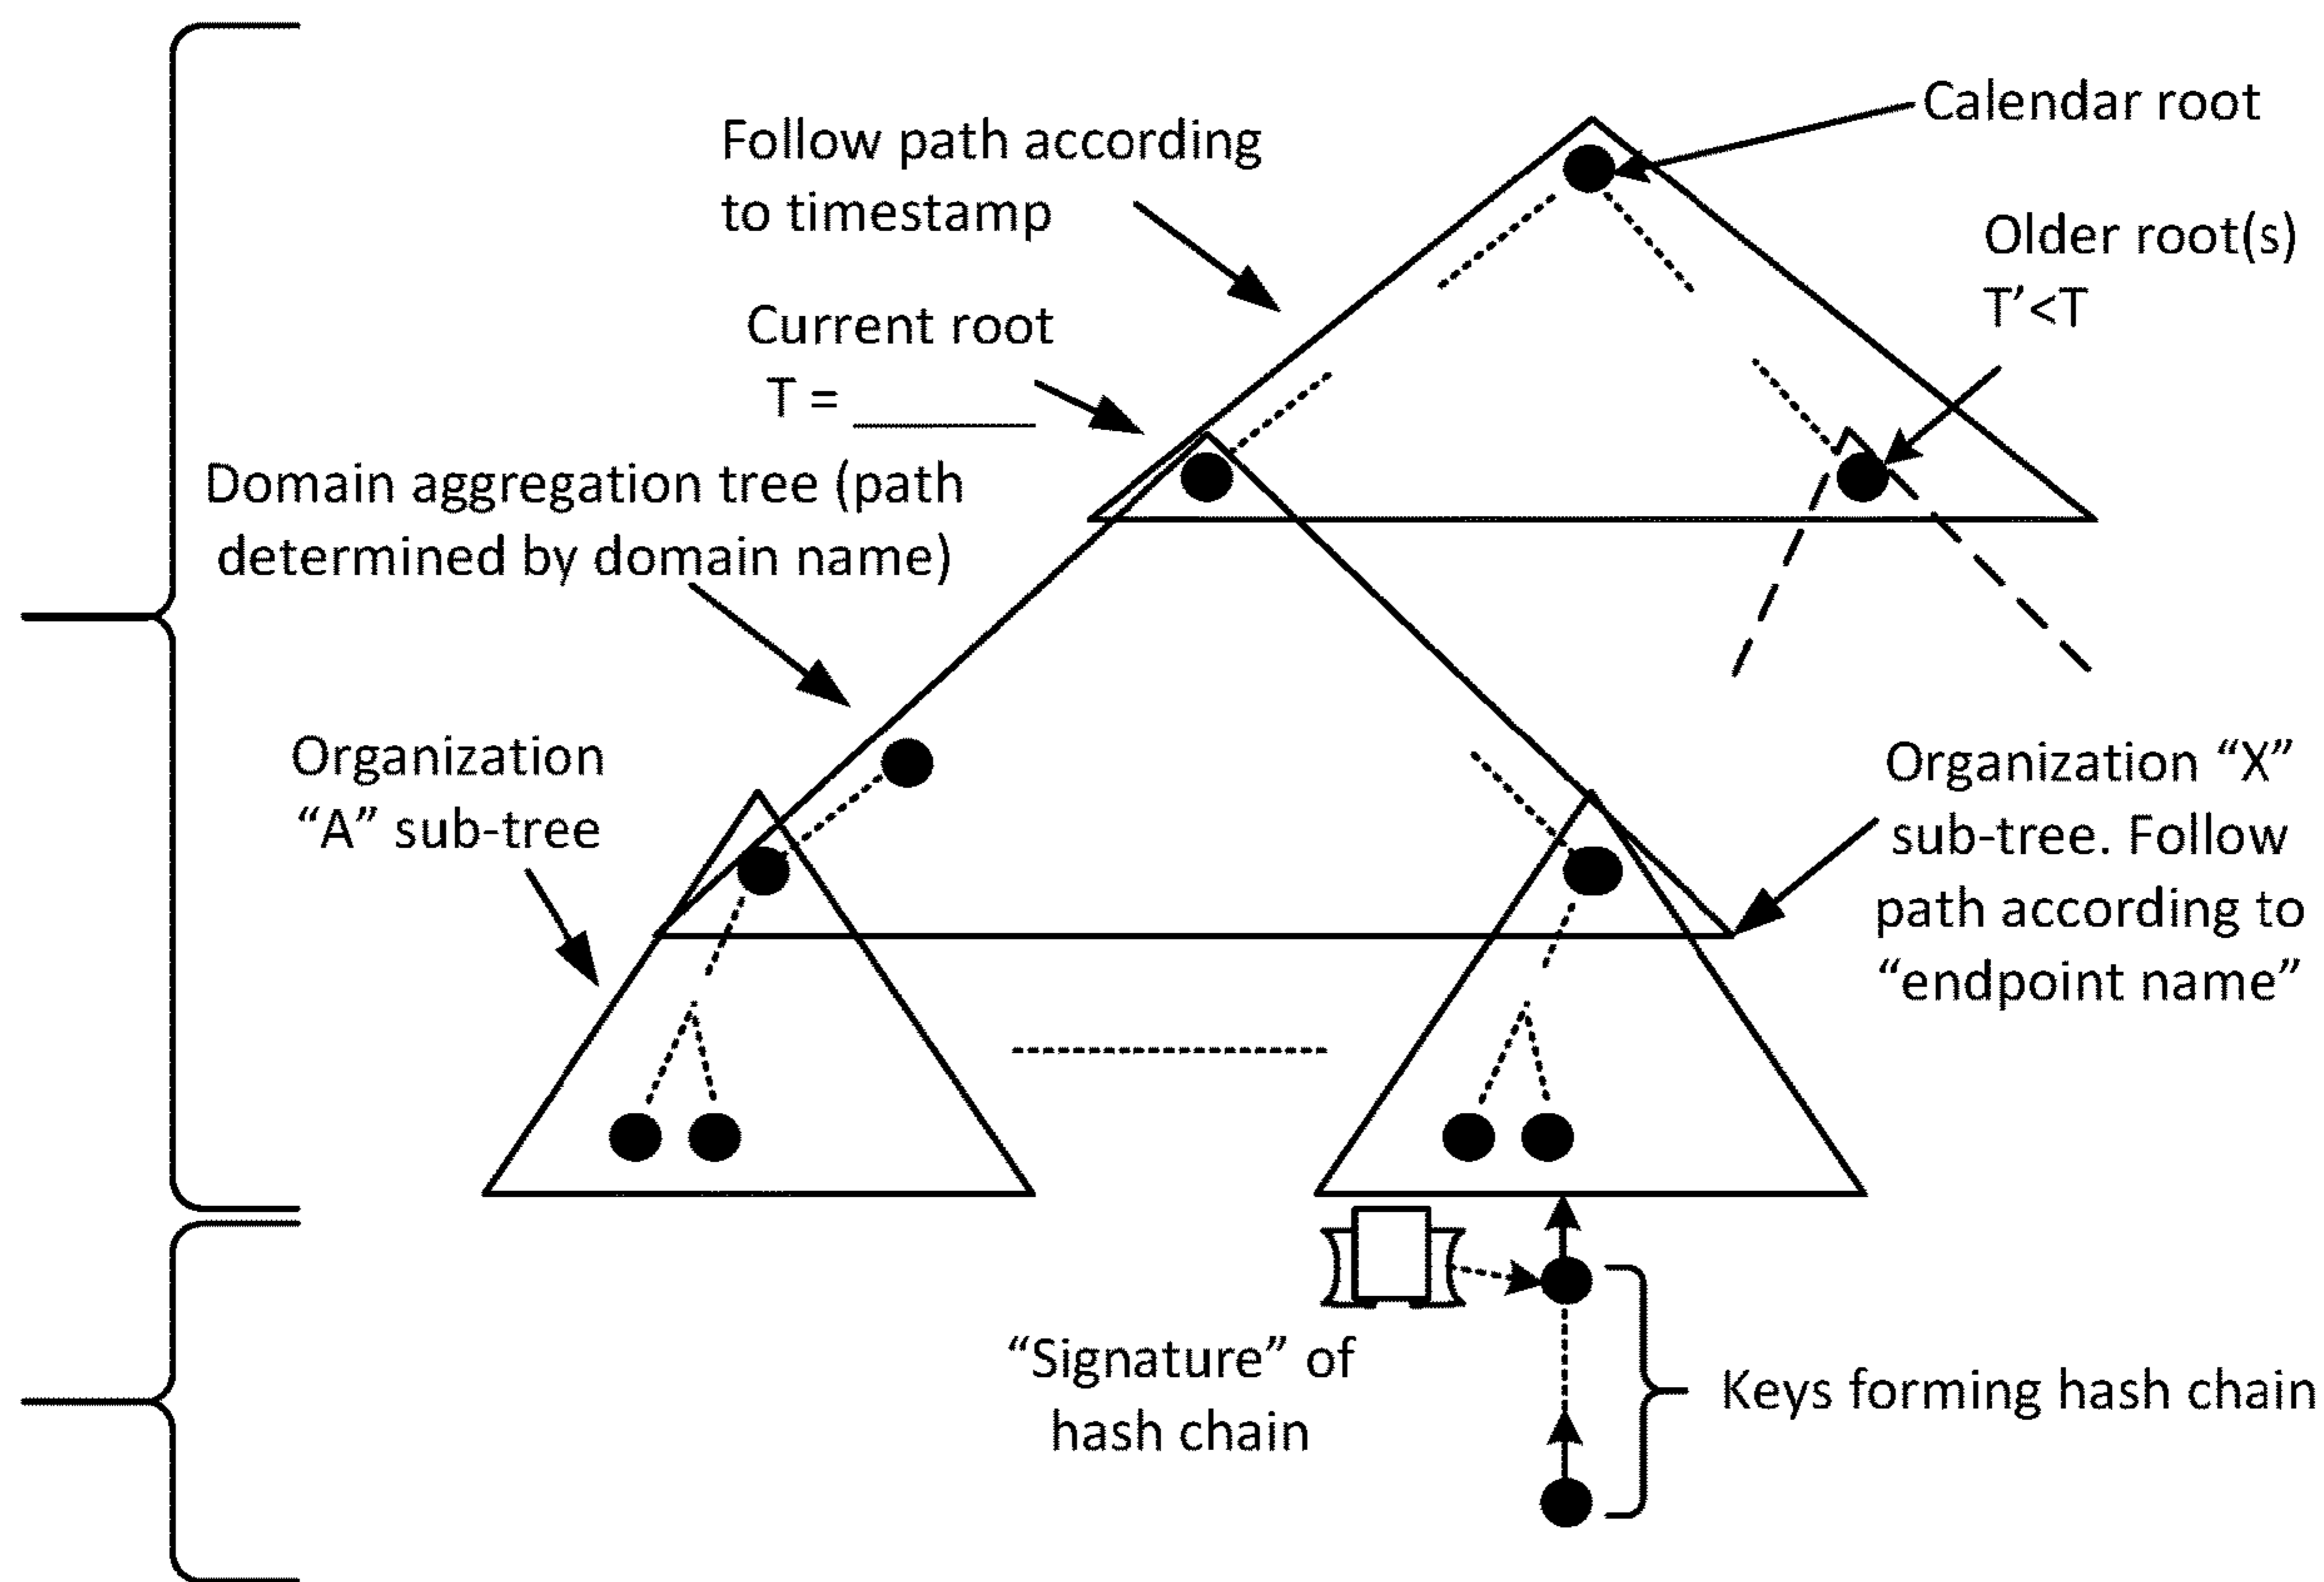 Calendar root
Follow path according
to timestamp
Older root(s)
T’<T
Current root
T = ________
Domain aggregation tree (path
determined by domain name)
Organization
“A” sub-tree
Organization “X”
sub-tree. Follow
path according to
“endpoint name”
“Signature” of
hash chain
Keys forming hash chain